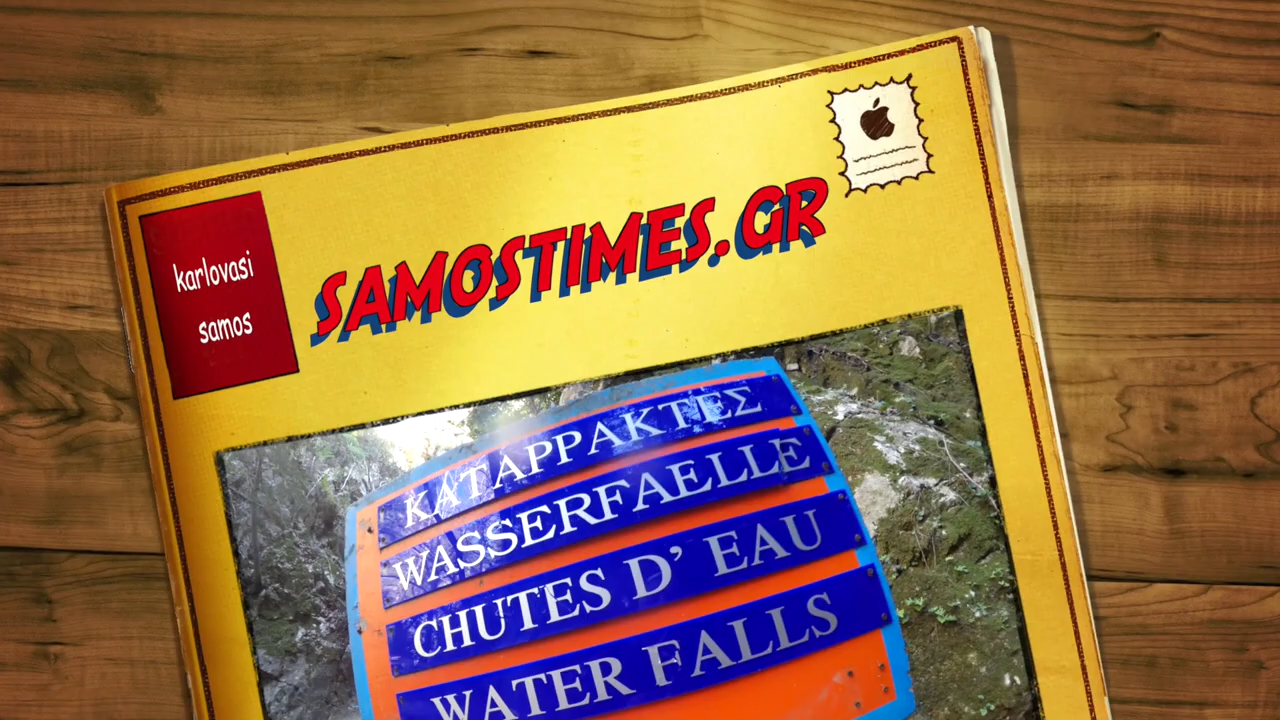 karlovasi
samos
SAMOSTIMES.GR
ΚΑΤΑΡΡΑΚΤΕΣ
WASSERFAELLE
CHUTES D' EAU
WATER FALLS